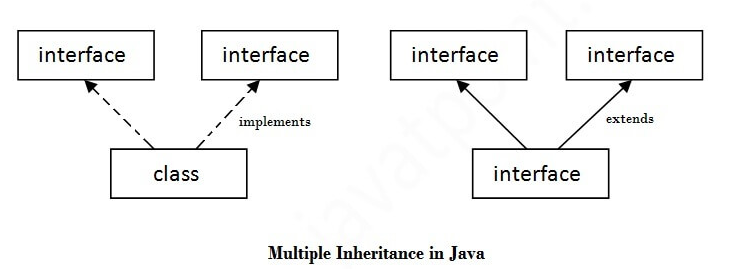 interface
interface
interface
interface
implements
extends
class
interface
Multiple Inheritance in Java